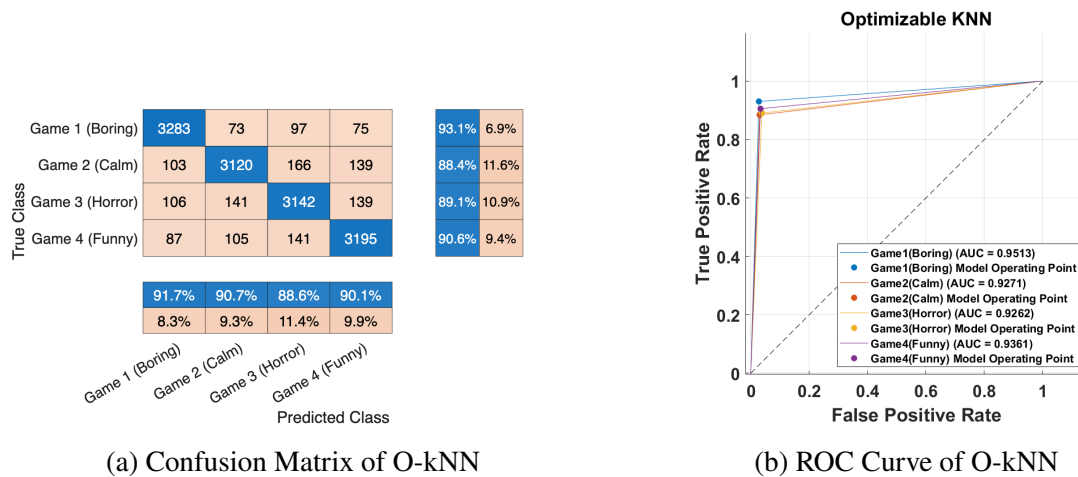 Optimizable KNN
Game 1 (Boring) 3283 73 97 75 93.1% 6.9%
Game 2 (Calm) 103 3120 166 139 88.4% 11.6%
Game 3 (Horror) 106 141 3142 139 89.1% 10.9%
Game 4 (Funny) 87 105 141 3195 90.6% 9.4%
True Class
91.7% 90.7% 88.6% 90.1%
8.3% 9.3% 11.4% 9.9%
Game 1 (Boring)
Game 2 (Calm)
Game 3 (Horror)
Game 4 (Funny)
Predicted Class
True Positive Rate
1
0.8
0.6
0.4
0.2
0
Game1(Boring) (AUC = 0.9513)
Game1(Boring) Model Operating Point
Game2(Calm) (AUC = 0.9271)
Game2(Calm) Model Operating Point
Game3(Horror) (AUC = 0.9262)
Game3(Horror) Model Operating Point
Game4(Funny) (AUC = 0.9361)
Game4(Funny) Model Operating Point
0 0.2 0.4 0.6 0.8 1
False Positive Rate
(a) Confusion Matrix of O-kNN
(b) ROC Curve of O-kNN